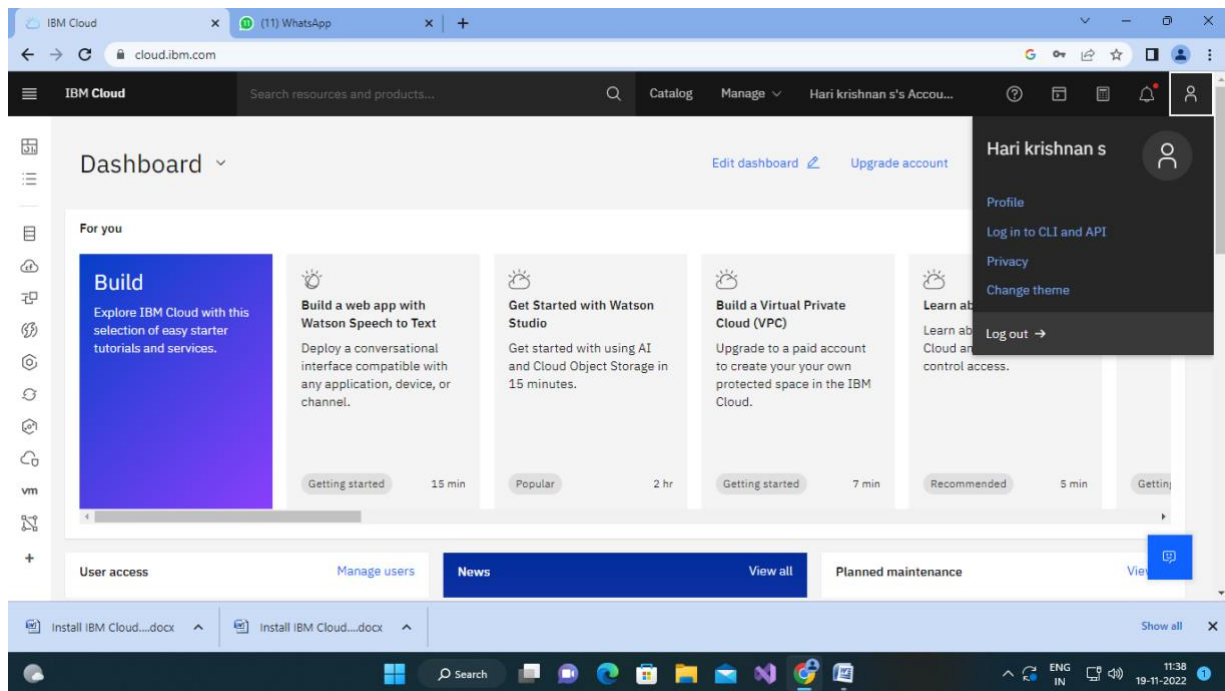 IBM Cloud
(11) WhatsApp
cloud.ibm.com
IBM Cloud
Search resources and products...
Catalog
Manage
Hari krishnan s's Accou...
Hari krishnan s
Profile
Log in to CLI and API
Privacy
Change theme
Log out →
Dashboard
Edit dashboard
Upgrade account
For you
Build
Explore IBM Cloud with this
selection of easy starter
tutorials and services.
Build a web app with
Watson Speech to Text
Deploy a conversational
interface compatible with
any application, device, or
channel.
Getting started
15 min
Get Started with Watson
Studio
Get started with using AI
and Cloud Object Storage in
15 minutes.
Popular
2 hr
Build a Virtual Private
Cloud (VPC)
Upgrade to a paid account
to create your your own
protected space in the IBM
Cloud.
Getting started
7 min
Learn ab
Learn ab
Cloud an
control access.
Recommended
5 min
Getting
vm
User access
Manage users
News
View all
Planned maintenance
Install IBM Cloud....docx
Install IBM Cloud....docx
Show all
Search
ENG
IN
11:38
19-11-2022
1